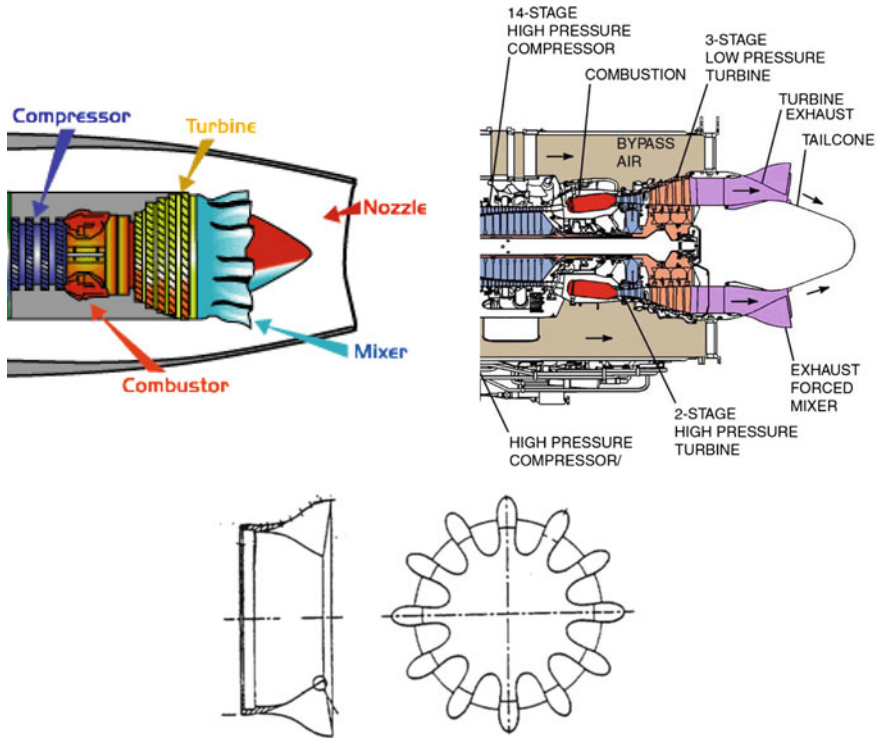 Compressor
Turbine
Nozzle
Mixer
Combustor
14-STAGE
HIGH PRESSURE
COMPRESSOR
COMBUSTION
3-STAGE
LOW PRESSURE
TURBINE
TURBINE
EXHAUST
TAILCONE
BYPASS
AIR
EXHAUST
FORCED
MIXER
2-STAGE
HIGH PRESSURE
TURBINE
HIGH PRESSURE
COMPRESSOR/